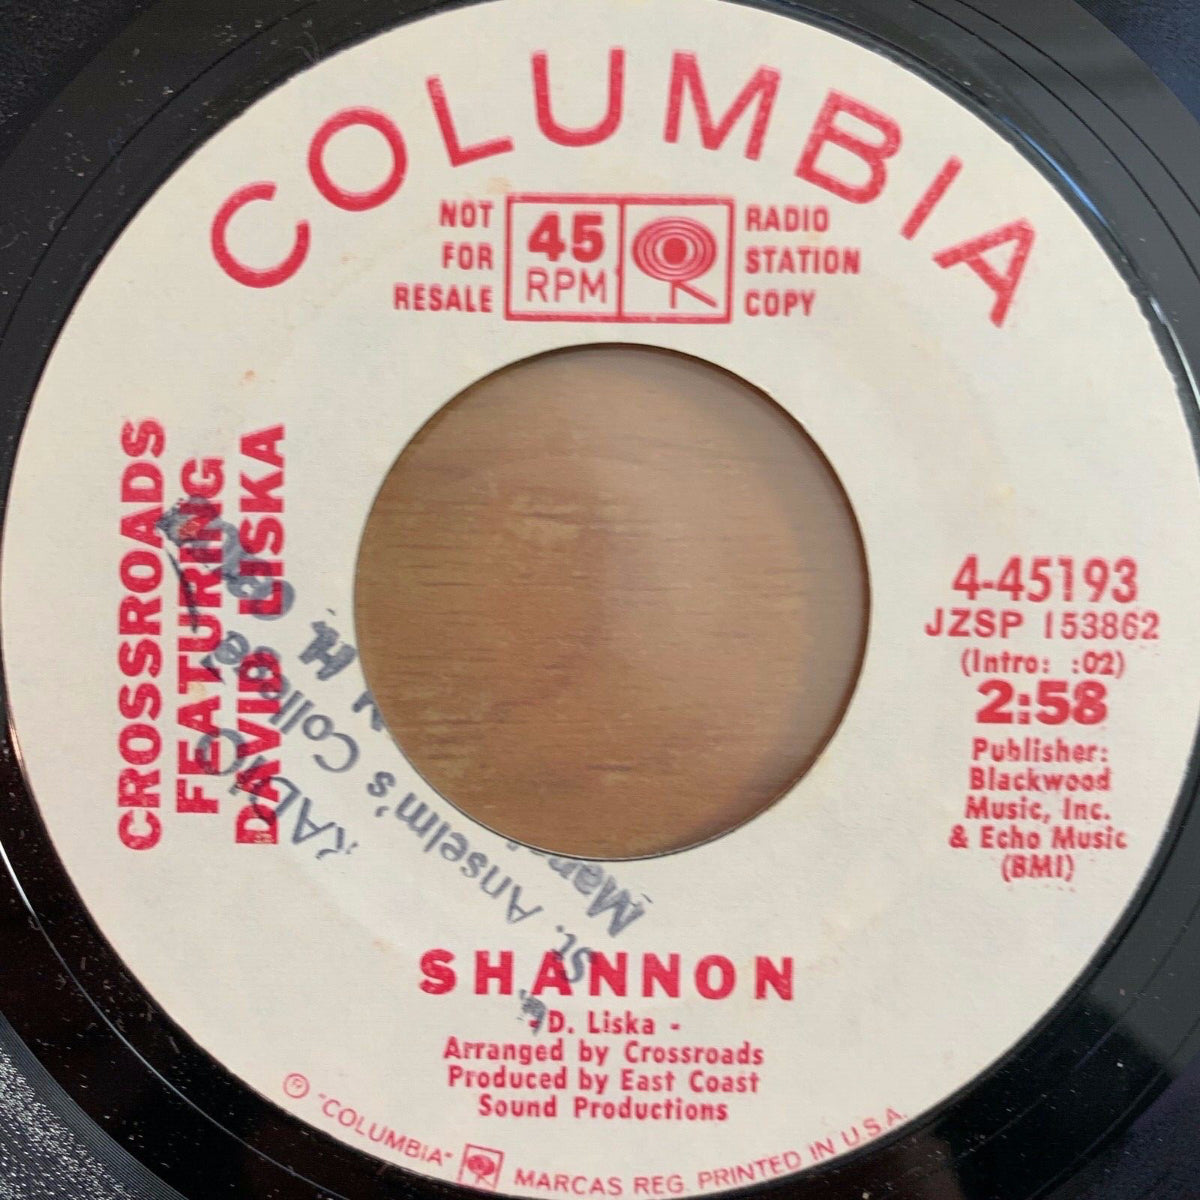 COLUMBIA
NOT
FOR
RESALE
45
RPM
RADIO
STATION
COPY
CROSSROADS
FEATURING
DAVID LISKA
4-45193
JZSP 153862
(Intro: :02)
2:58
Publisher:
Blackwood
Music, Inc.
& Echo Music
(BMI)
RADIO
St. Anselm's College
N H.
SHANNON
- D. Liska -
Arranged by Crossroads
Produced by East Coast
Sound Productions
® "COLUMBIA" MARCAS REG. PRINTED IN U.S.A.